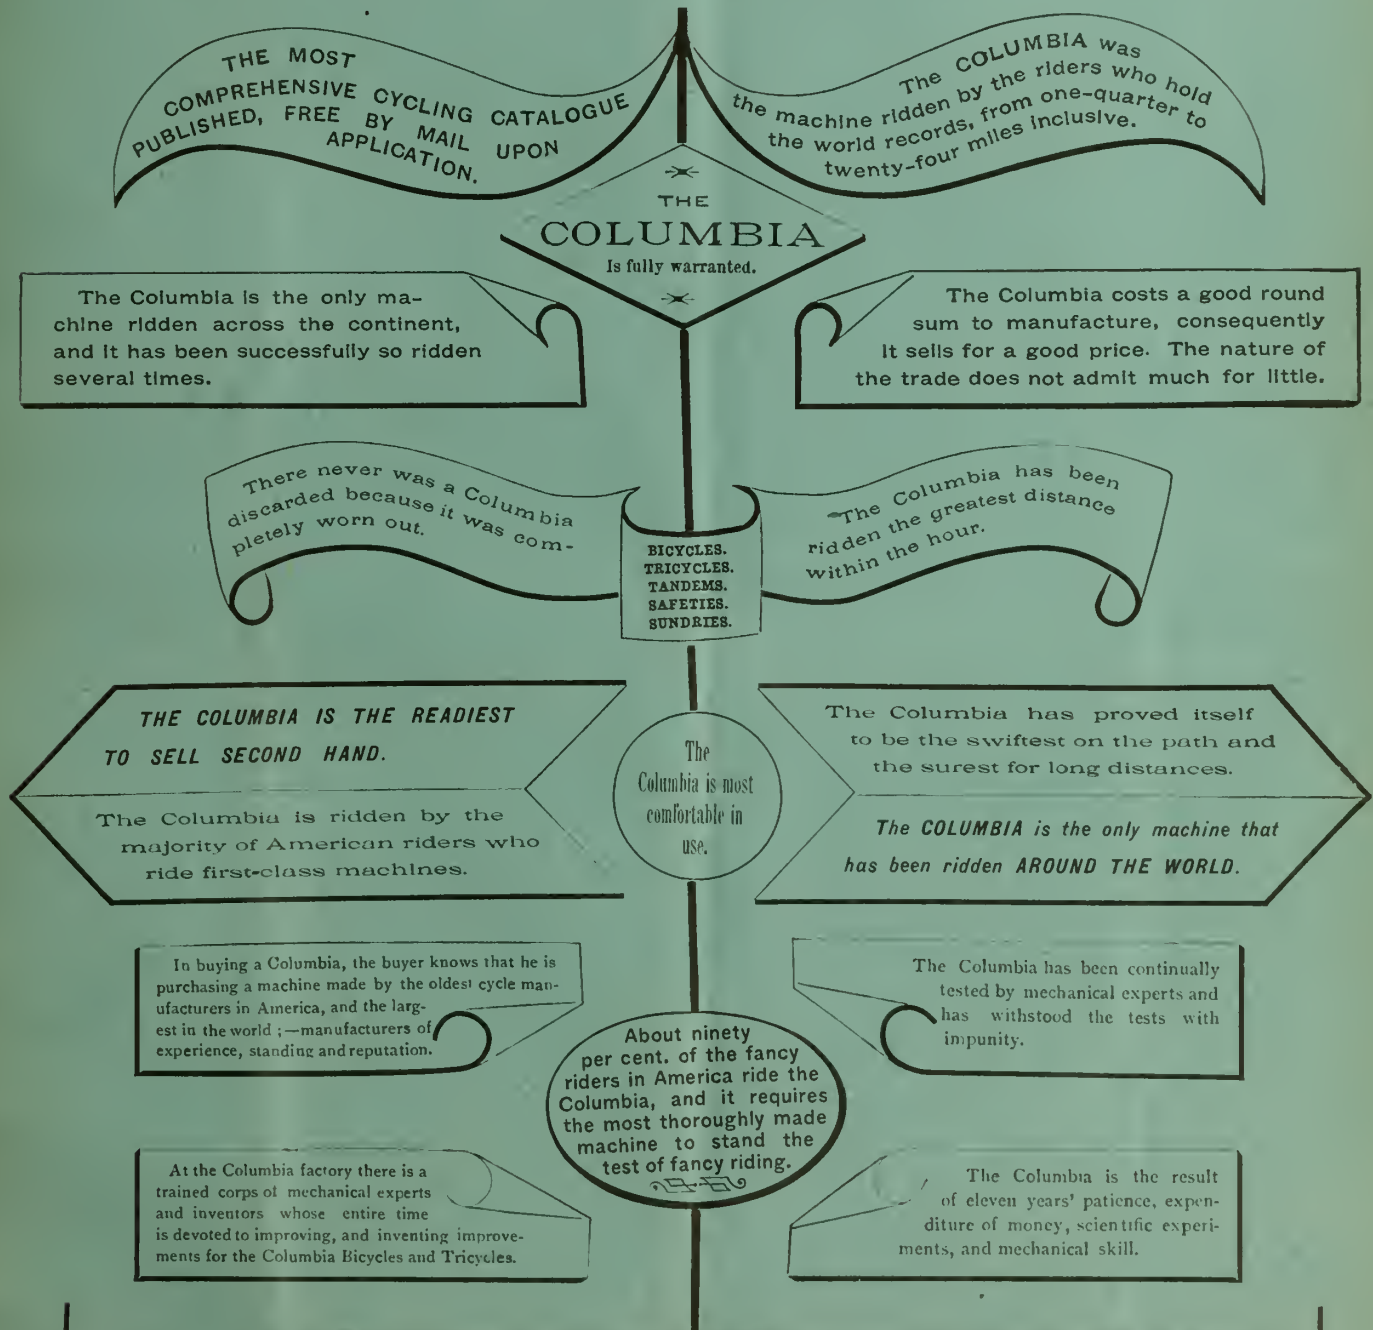 THE MOST
COMPREHENSIVE CYCLING CATALOGUE
PUBLISHED, FREE BY MAIL UPON
APPLICATION.
The COLUMBIA was
the machine ridden by the riders who hold
the world records, from one-quarter to
twenty-four miles inclusive.
THE
COLUMBIA
Is fully warranted.
The Columbia is the only ma-
chine ridden across the continent,
and it has been successfully so ridden
several times.
The Columbia costs a good round
sum to manufacture, consequently
it sells for a good price. The nature of
the trade does not admit much for little.
There never was a Columbia
discarded because it was com-
pletely worn out.
The Columbia has been
ridden the greatest distance
within the hour.
BICYCLES.
TRICYCLES.
TANDEMS.
SAFETIES.
SUNDRIES.
THE COLUMBIA IS THE READIEST
TO SELL SECOND HAND.
The Columbia is ridden by the
majority of American riders who
ride first-class machines.
The
Columbia is most
comfortable in
use.
The Columbia has proved itself
to be the swiftest on the path and
the surest for long distances.
The COLUMBIA is the only machine that
has been ridden AROUND THE WORLD.
In buying a Columbia, the buyer knows that he is
purchasing a machine made by the oldest cycle man-
ufacturers in America, and the larg-
est in the world ;—manufacturers of
experience, standing and reputation.
The Columbia has been continually
tested by mechanical experts and
has withstood the tests with
impunity.
About ninety
per cent. of the fancy
riders in America ride the
Columbia, and it requires
the most thoroughly made
machine to stand the
test of fancy riding.
At the Columbia factory there is a
trained corps of mechanical experts
and inventors whose entire time
is devoted to improving, and inventing improve-
ments for the Columbia Bicycles and Tricycles.
The Columbia is the result
of eleven years' patience, expen-
diture of money, scientific experi-
ments, and mechanical skill.